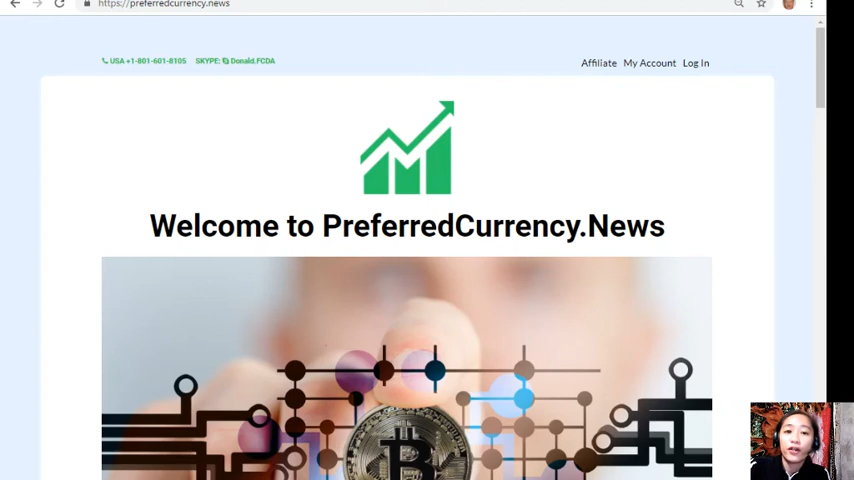 https://preferredcurrency.news
USA +1-801-601-8105 SKYPE: Donald.FCDA
Affiliate My Account Log In
Welcome to PreferredCurrency.News